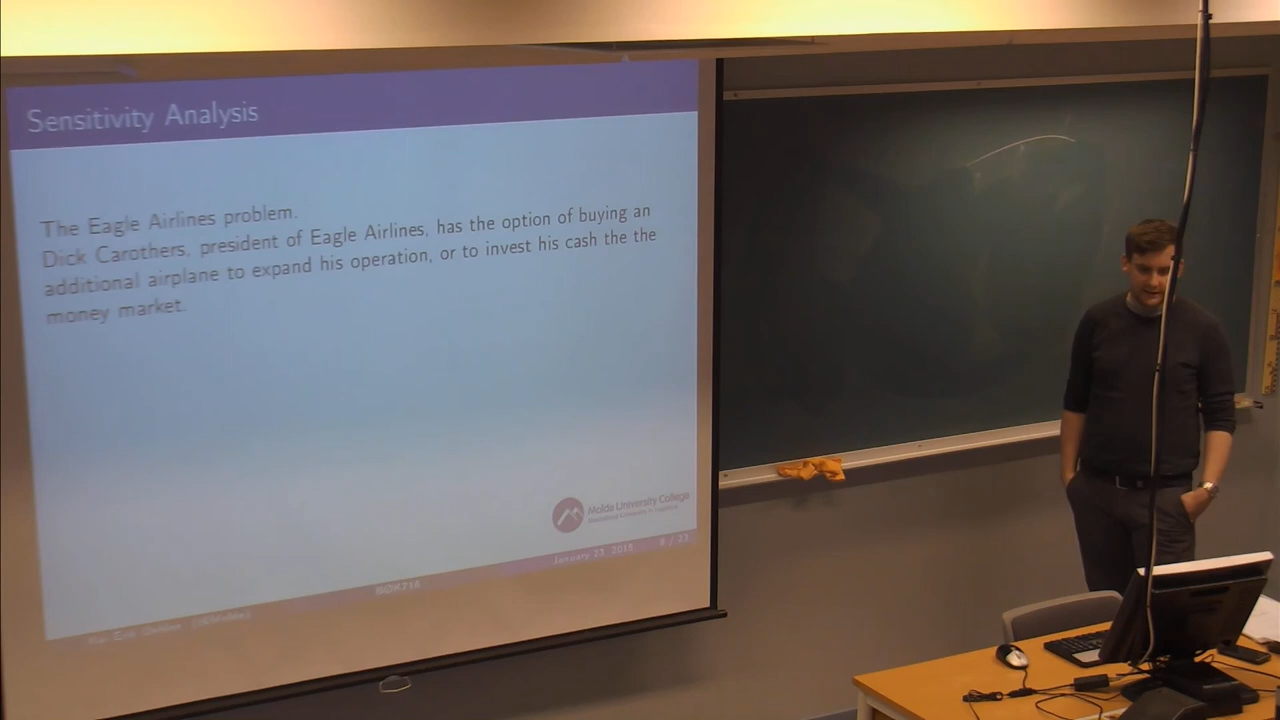 Sensitivity Analysis
The Eagle Airlines problem.
Dick Carothers, president of Eagle Airlines, has the option of buying an
additional airplane to expand his operation, or to invest his cash the the
money market.
Molde University College
January 23, 2018
/ 23